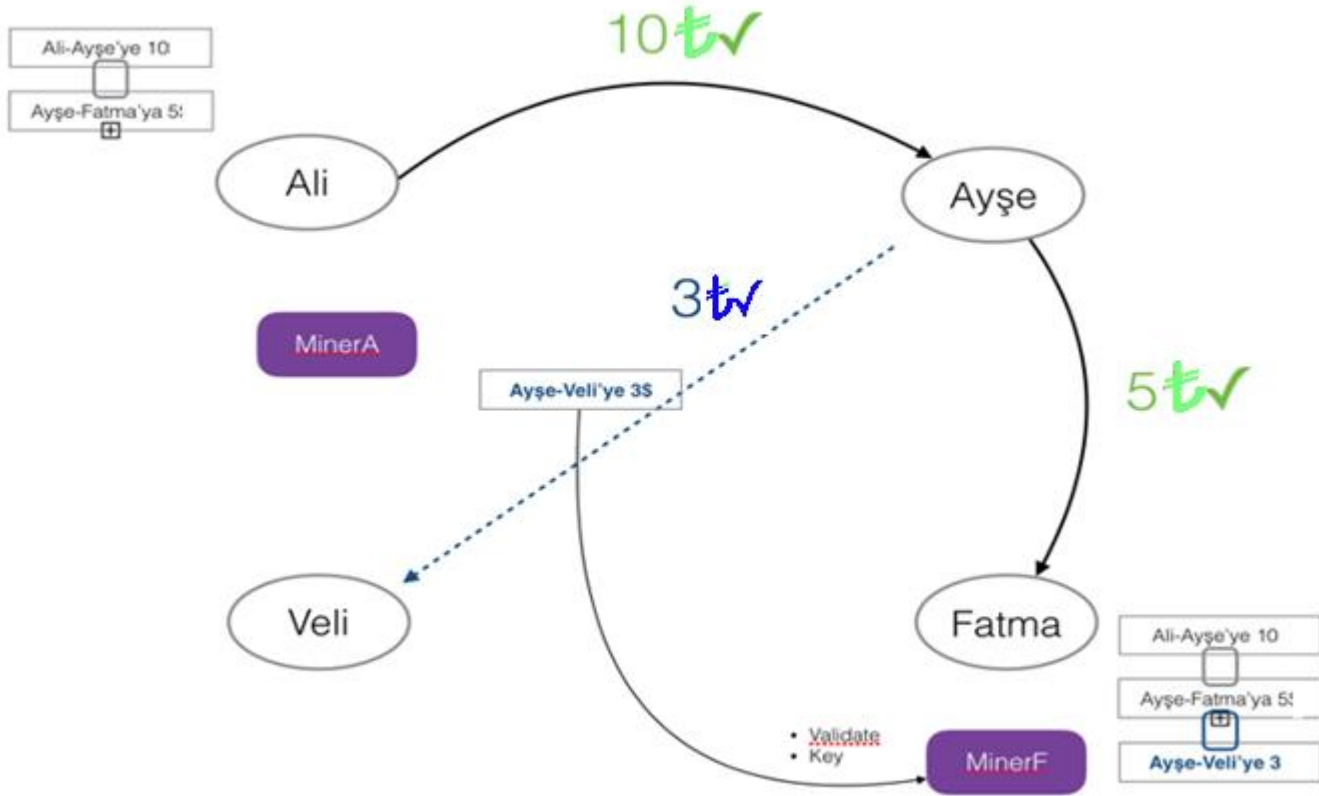 10₺✓
Ali-Ayşe'ye 10
Ayşe-Fatma'ya 5
Ali
Ayşe
3₺✓
MinerA
Ayşe-Veli'ye 3$
5₺✓
Veli
Fatma
Ali-Ayşe'ye 10
Ayşe-Fatma'ya 5
• Validate
• Key
MinerF
Ayşe-Veli'ye 3